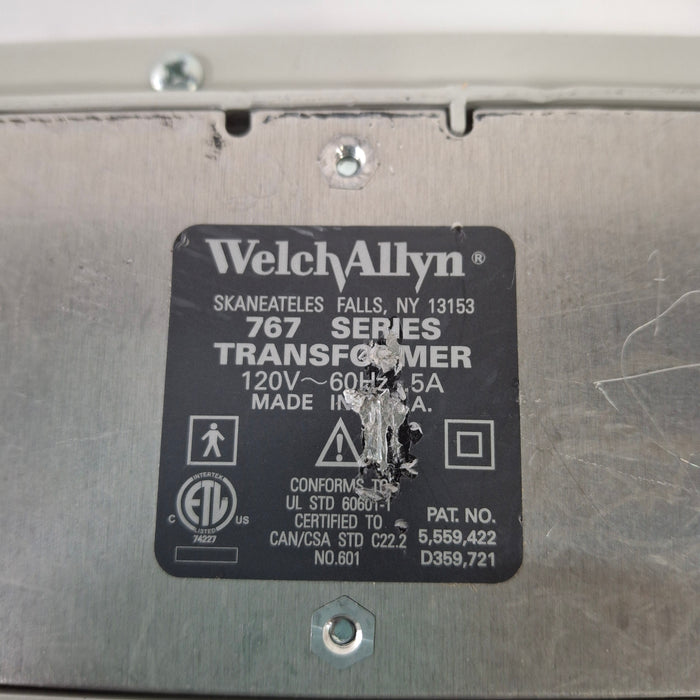 WelchAllyn®
SKANEATELES FALLS, NY 13153
767 SERIES
TRANSFORMER
120V~60Hz .5A
MADE IN U.S.A.
INTERTEK
ETL
C US
LISTED
74227
CONFORMS TO
UL STD 60601-1
CERTIFIED TO
CAN/CSA STD C22.2
NO.601
PAT. NO.
5,559,422
D359,721